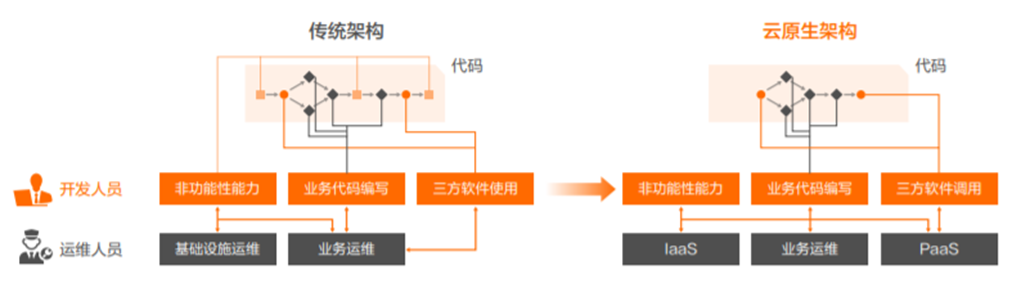 传统架构
云原生架构
代码
代码
开发人员
非功能性能力
业务代码编写
三方软件使用
非功能性能力
业务代码编写
三方软件调用
运维人员
基础设施运维
业务运维
IaaS
业务运维
PaaS